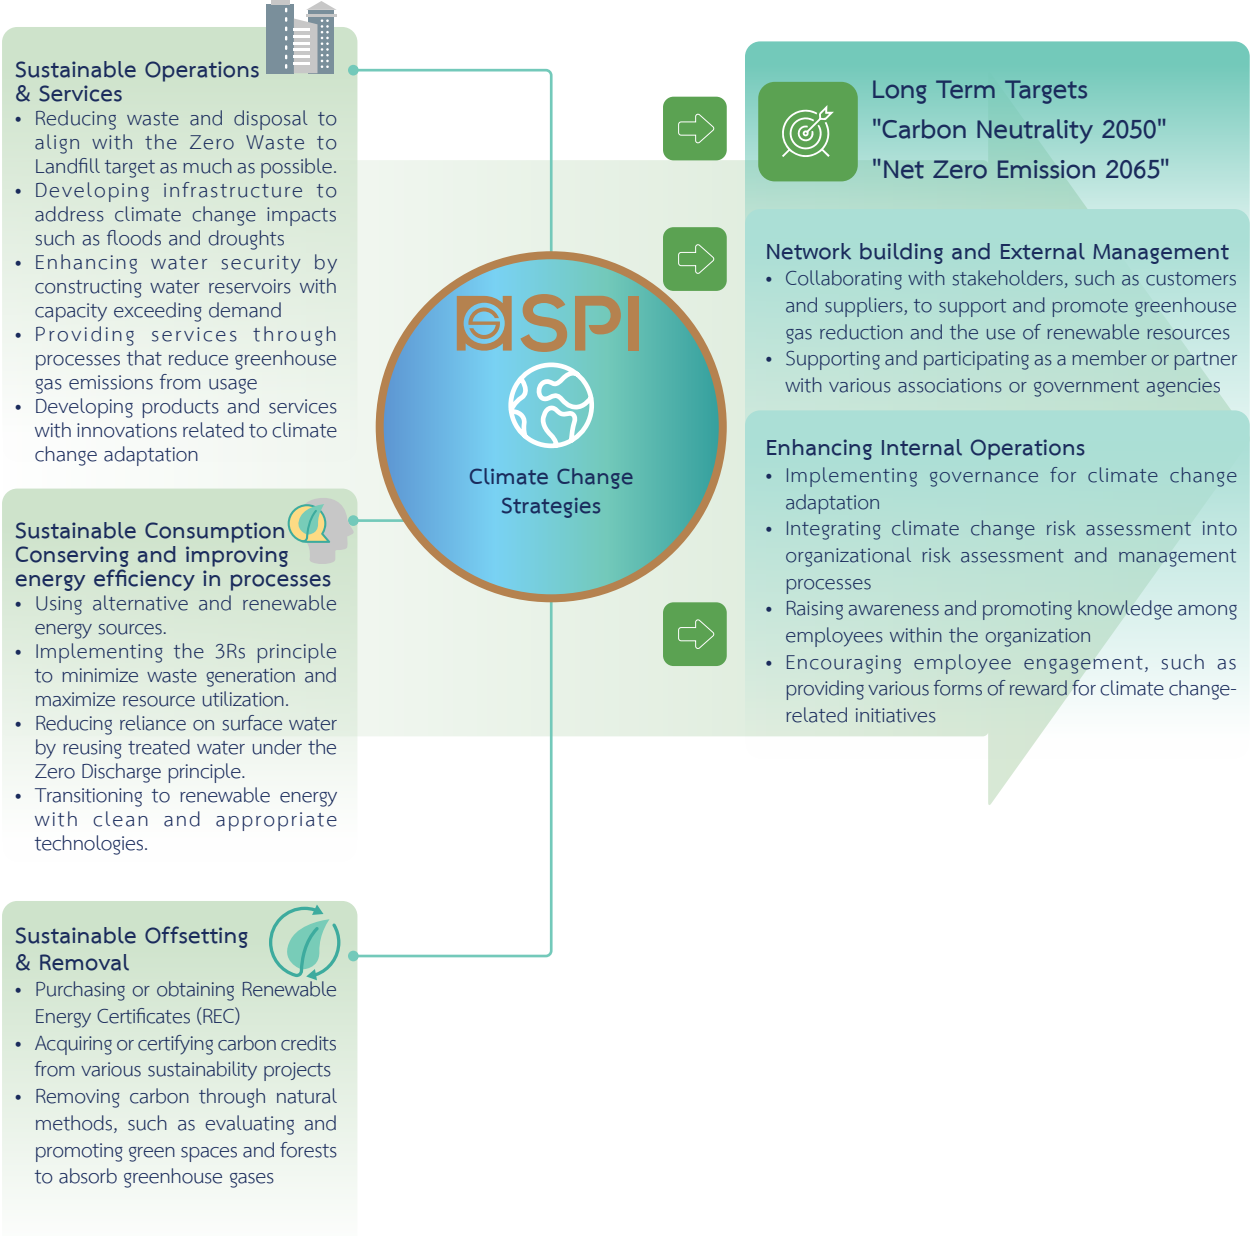 Sustainable Operations
& Services
• Reducing waste and disposal to
align with the Zero Waste to
Landfill target as much as possible.
• Developing infrastructure to
address climate change impacts
such as floods and droughts
• Enhancing water security by
constructing water reservoirs with
capacity exceeding demand
• Providing services through
processes that reduce greenhouse
gas emissions from usage
• Developing products and services
with innovations related to climate
change adaptation
Sustainable Consumption
Conserving and improving
energy efficiency in processes
• Using alternative and renewable
energy sources.
• Implementing the 3Rs principle
to minimize waste generation and
maximize resource utilization.
• Reducing reliance on surface water
by reusing treated water under the
Zero Discharge principle.
• Transitioning to renewable energy
with clean and appropriate
technologies.
Sustainable Offsetting
& Removal
• Purchasing or obtaining Renewable
Energy Certificates (REC)
• Acquiring or certifying carbon credits
from various sustainability projects
• Removing carbon through natural
methods, such as evaluating and
promoting green spaces and forests
to absorb greenhouse gases
SPI
Climate Change
Strategies
Long Term Targets
"Carbon Neutrality 2050"
"Net Zero Emission 2065"
Network building and External Management
• Collaborating with stakeholders, such as customers
and suppliers, to support and promote greenhouse
gas reduction and the use of renewable resources
• Supporting and participating as a member or partner
with various associations or government agencies
Enhancing Internal Operations
• Implementing governance for climate change
adaptation
• Integrating climate change risk assessment into
organizational risk assessment and management
processes
• Raising awareness and promoting knowledge among
employees within the organization
• Encouraging employee engagement, such as
providing various forms of reward for climate change-
related initiatives